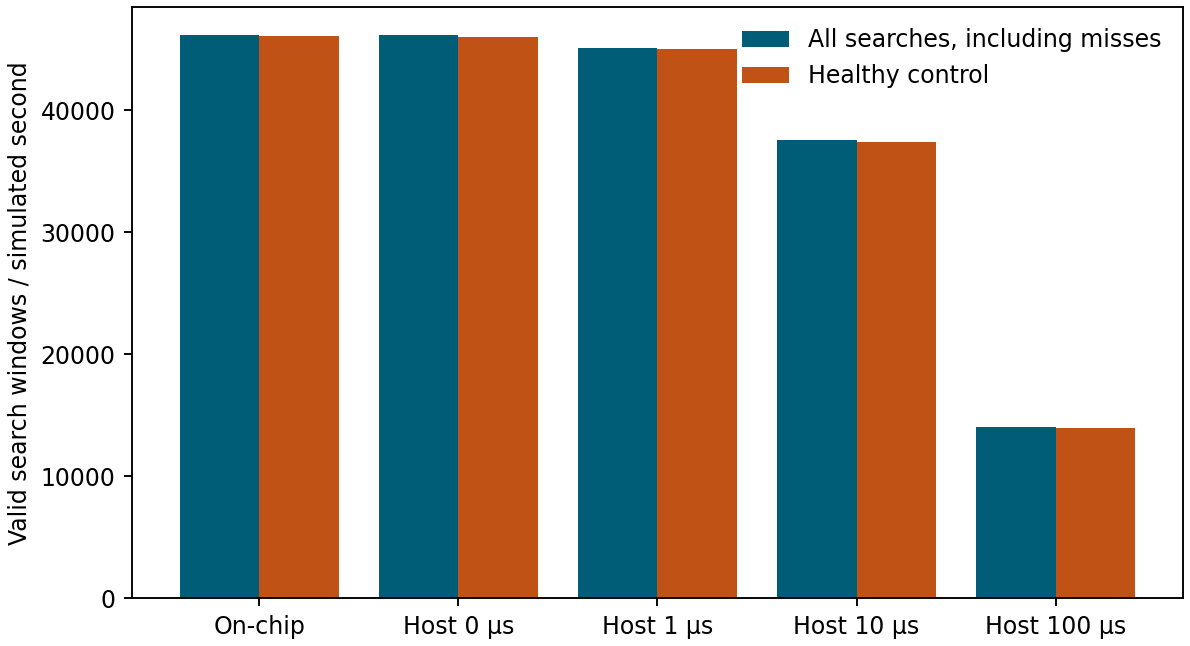 Valid search windows / simulated second
40000
30000
20000
10000
0
All searches, including misses
Healthy control
On-chip
Host 0 µs
Host 1 µs
Host 10 µs
Host 100 µs